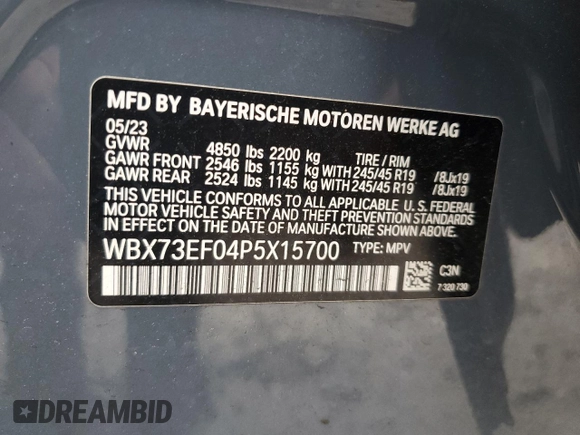 MFD BY BAYERISCHE MOTOREN WERKE AG
05/23
GVWR 4850 lbs 2200 kg TIRE / RIM
GAWR FRONT 2546 lbs 1155 kg WITH 245/45 R19 /8Jx19
GAWR REAR 2524 lbs 1145 kg WITH 245/45 R19 /8Jx19
THIS VEHICLE CONFORMS TO ALL APPLICABLE U. S. FEDERAL
MOTOR VEHICLE SAFETY AND THEFT PREVENTION STANDARDS
IN EFFECT ON THE DATE OF MANUFACTURE SHOWN ABOVE.
WBX73EF04P5X15700 TYPE: MPV
C3N
7 320 730
DREAMBID